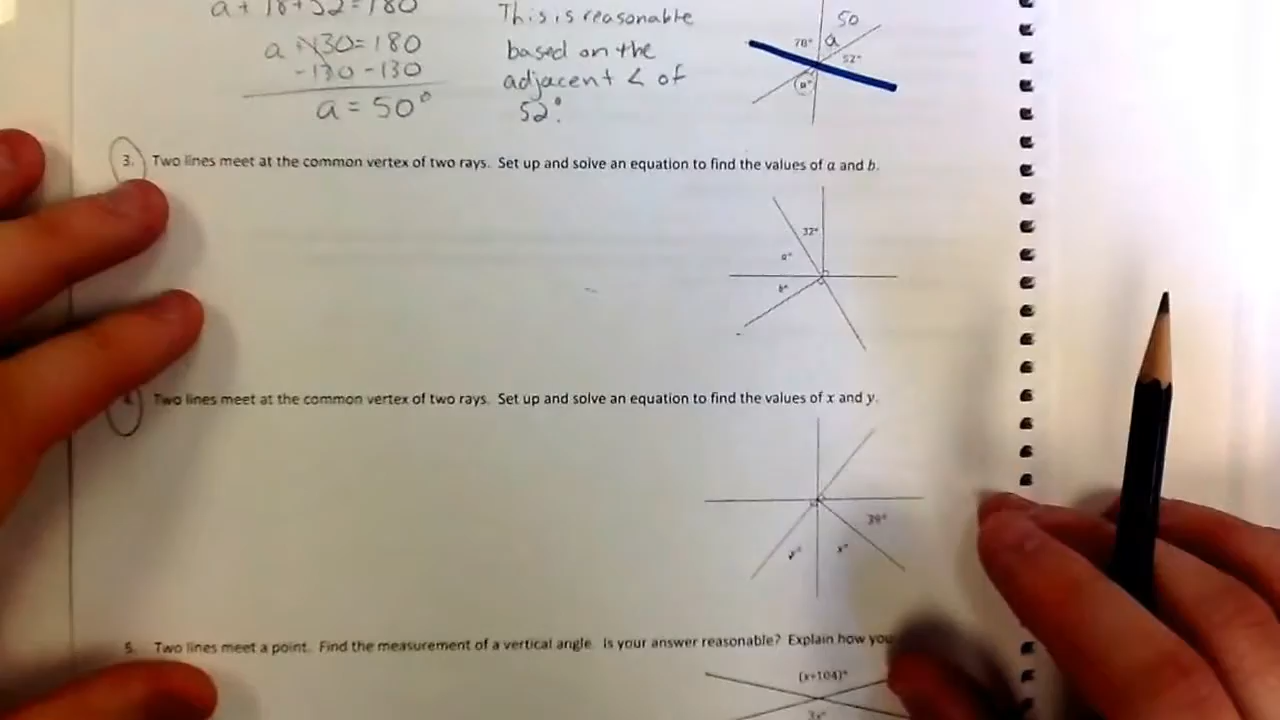 a + 78+52=180
a +130=180
-130 -130
a = 50°
This is reasonable
based on the
adjacent < of
52°.
50
78°
a
52°
a°
3. Two lines meet at the common vertex of two rays. Set up and solve an equation to find the values of a and b.
32°
a°
b°
4. Two lines meet at the common vertex of two rays. Set up and solve an equation to find the values of x and y.
39°
y°
x°
5. Two lines meet a point. Find the measurement of a vertical angle. Is your answer reasonable? Explain how you
(x+104)°
3x°